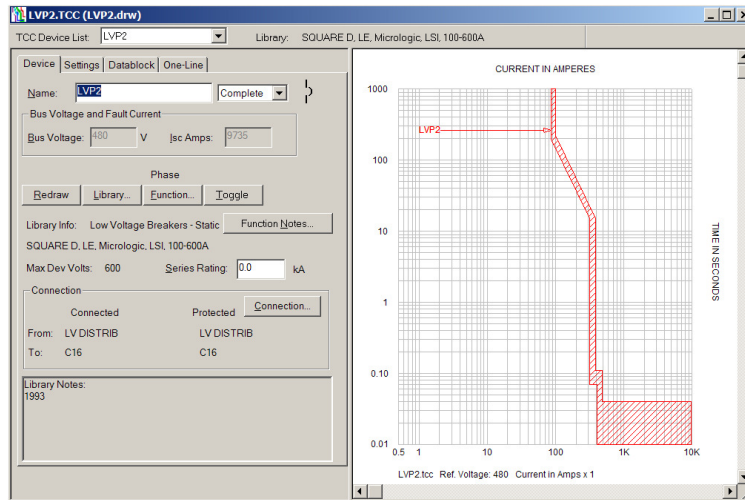 LVP2.TCC (LVP2.drw)
TCC Device List: LVP2 Library: SQUARE D, LE, Micrologic, LSI, 100-600A
Device Settings Datablock One-Line
Name: LVP2 Complete
Bus Voltage and Fault Current
Bus Voltage: 480 V Isc Amps: 9735
Phase
Redraw Library... Function... Toggle
Library Info: Low Voltage Breakers - Static Function Notes...
SQUARE D, LE, Micrologic, LSI, 100-600A
Max Dev Volts: 600 Series Rating: 0.0 kA
Connection
Connected Protected Connection...
From: LV DISTRIB LV DISTRIB
To: C16 C16
Library Notes:
1993
CURRENT IN AMPERES
1000
LVP2
100
10
1
0.10
0.01
0.5 1 10 100 1K 10K
TIME IN SECONDS
LVP2.tcc Ref. Voltage: 480 Current in Amps x 1